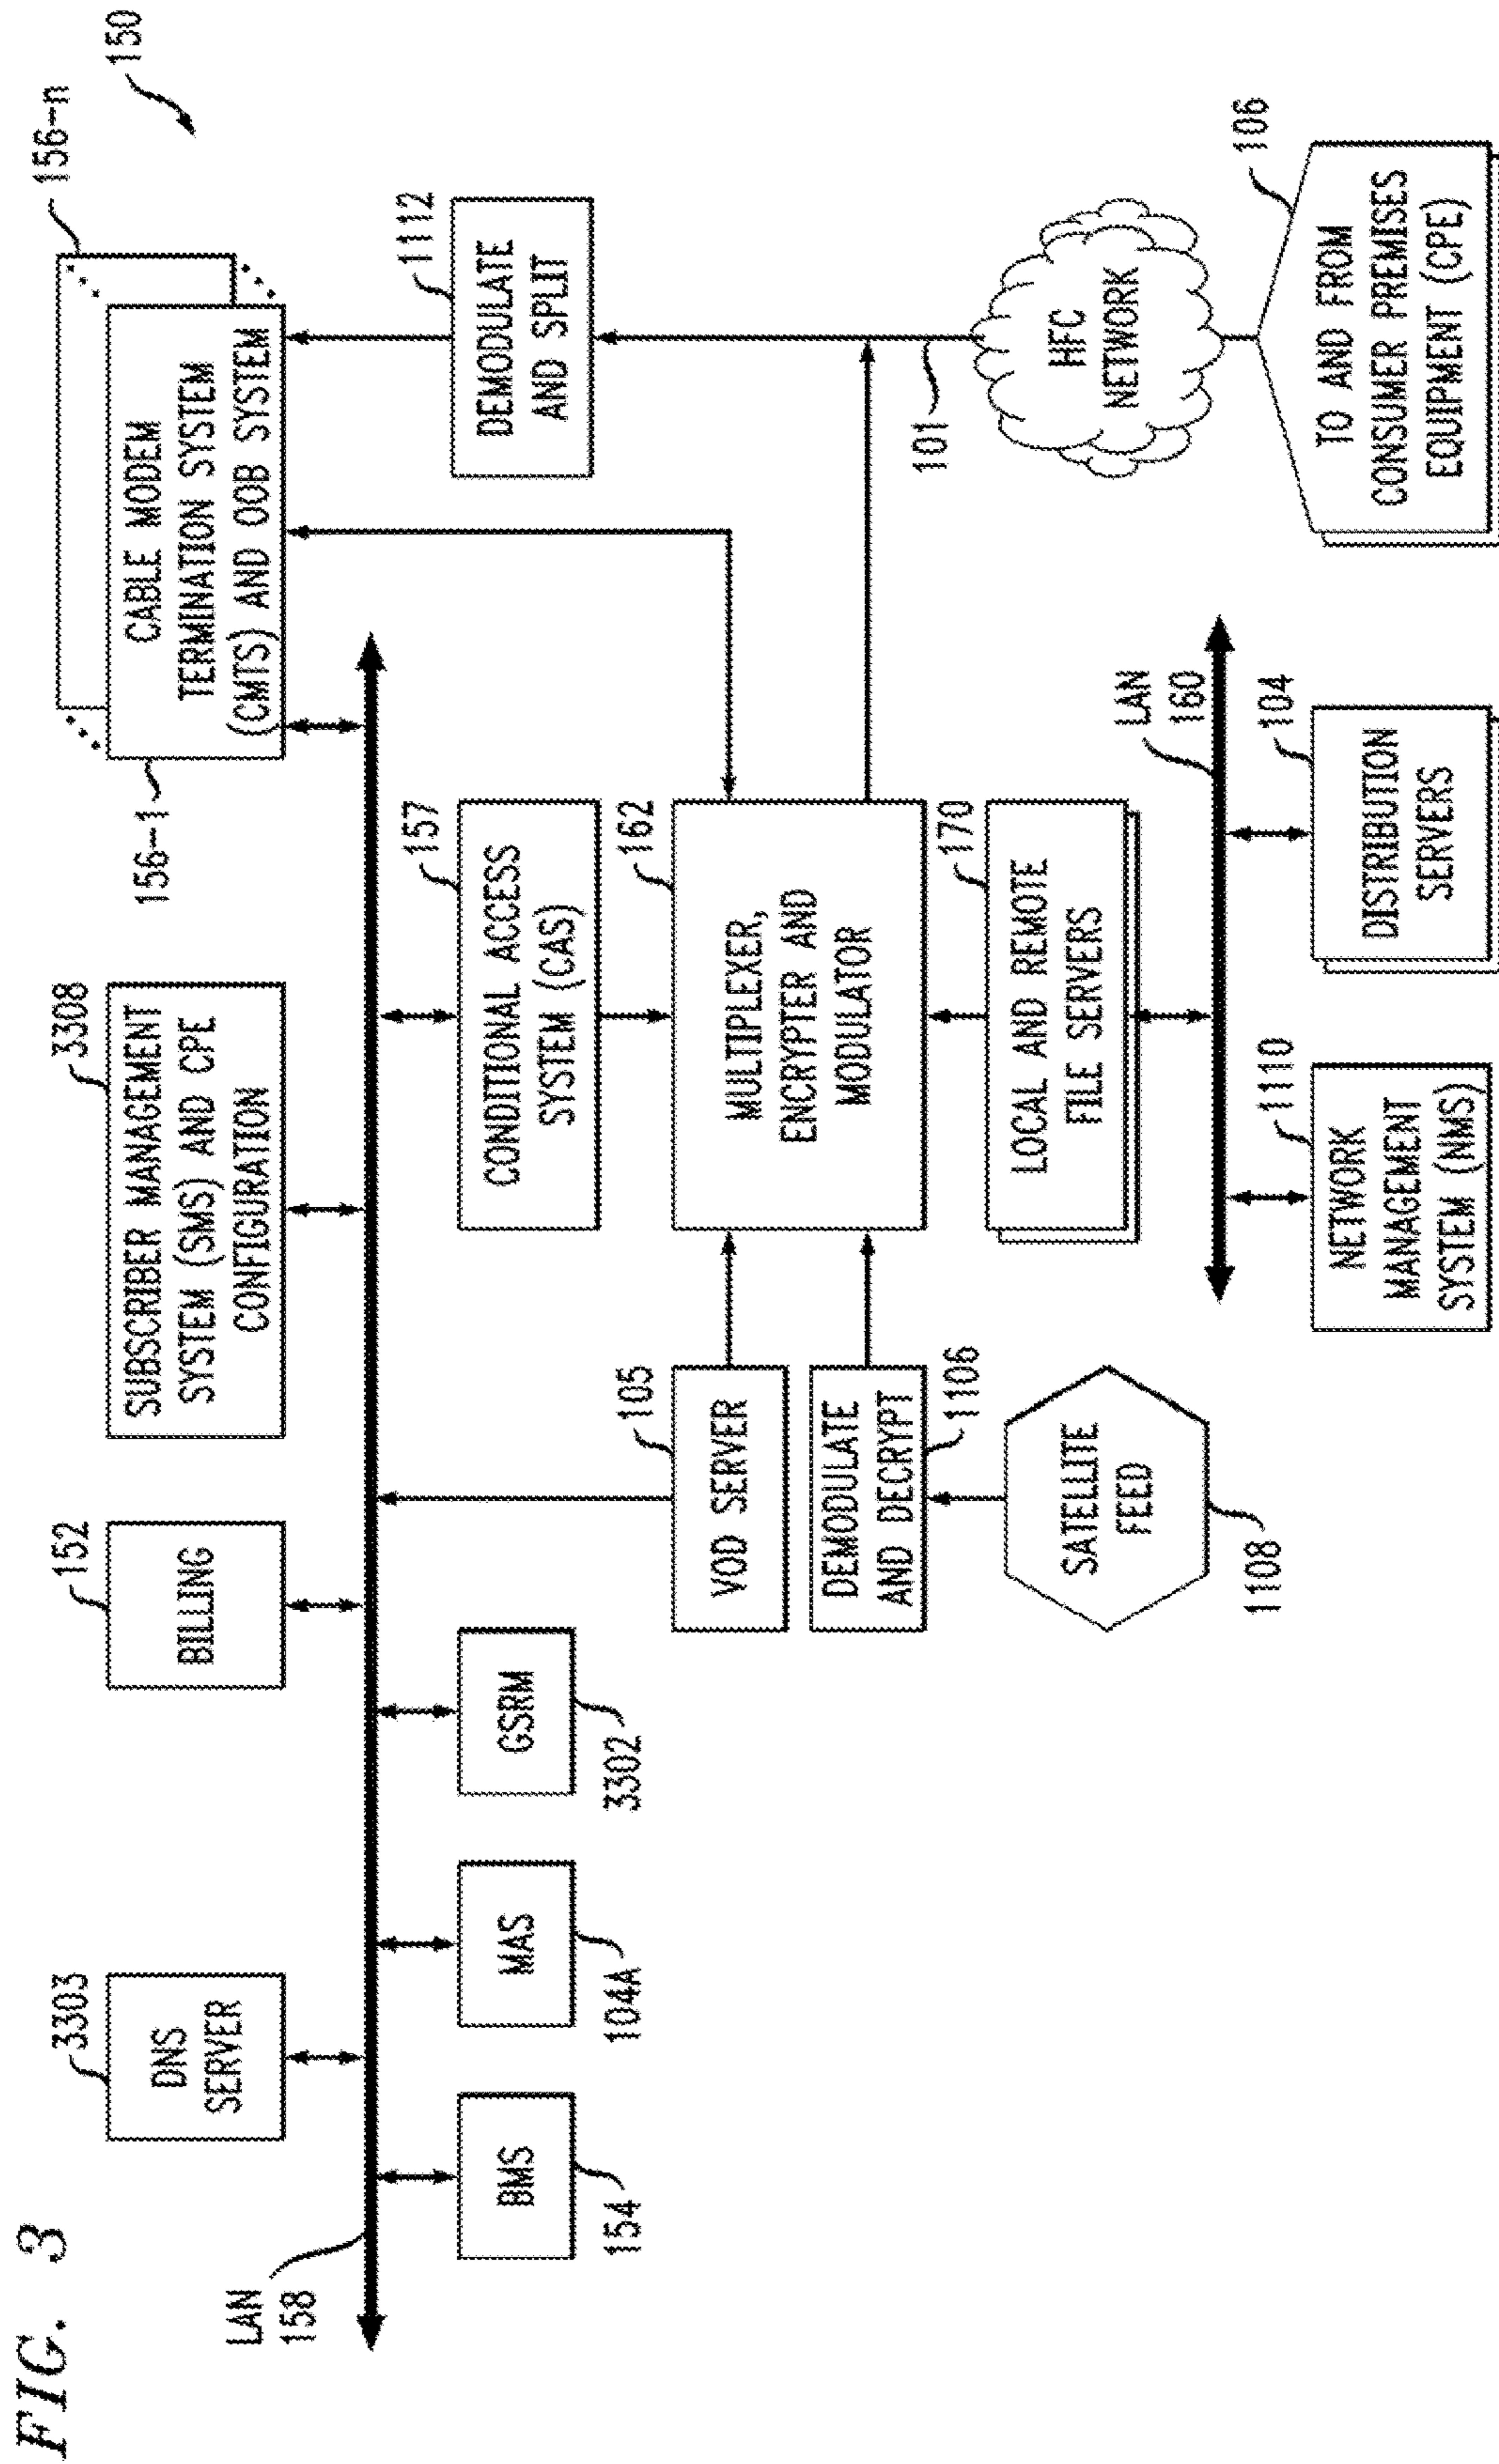 FIG. 3
150
156-n
CABLE MODEM
TERMINATION SYSTEM
(CMTS) AND OOB SYSTEM
156-1
3308
SUBSCRIBER MANAGEMENT
SYSTEM (SMS) AND CPE
CONFIGURATION
152
BILLING
3303
DNS
SERVER
LAN
158
BMS
154
MAS
104A
GSRM
3302
157
CONDITIONAL ACCESS
SYSTEM (CAS)
1112
DEMODULATE
AND SPLIT
105
VOD SERVER
162
MULTIPLEXER,
ENCRYPTER AND
MODULATOR
DEMODULATE
AND DECRYPT
1106
SATELLITE
FEED
1108
170
LOCAL AND REMOTE
FILE SERVERS
101
HFC
NETWORK
LAN
160
1110
NETWORK
MANAGEMENT
SYSTEM (NMS)
104
DISTRIBUTION
SERVERS
106
TO AND FROM
CONSUMER PREMISES
EQUIPMENT (CPE)